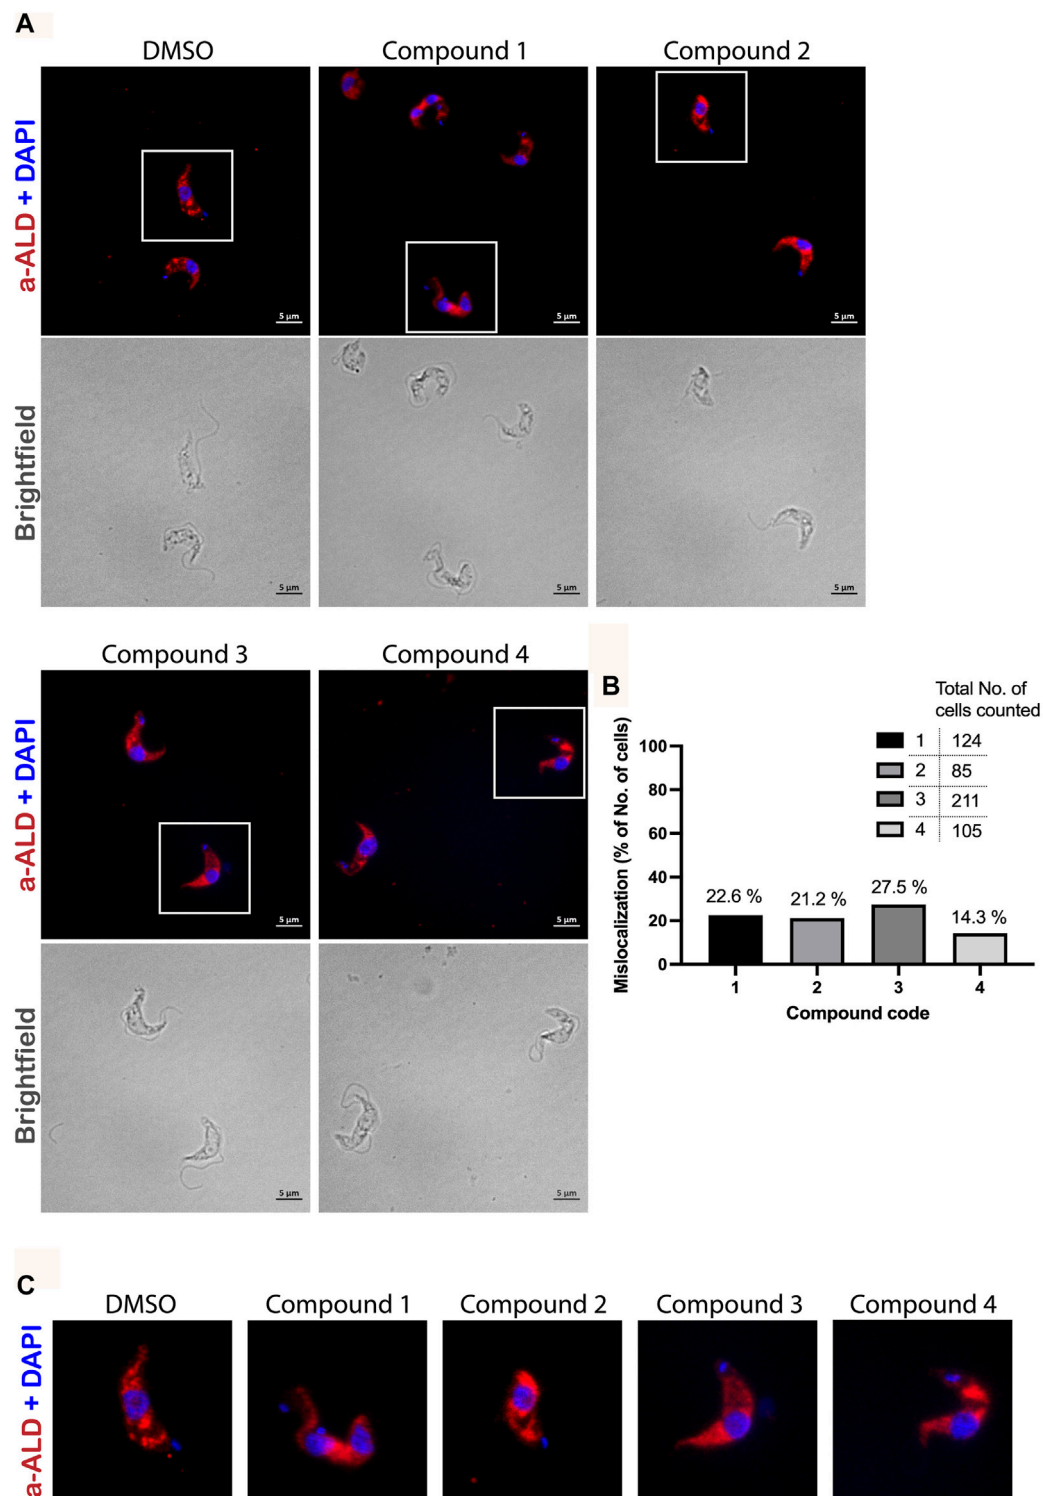 A
DMSO
Compound 1
Compound 2
a-ALD + DAPI
5 µm
5 µm
5 µm
Brightfield
5 µm
5 µm
5 µm
Compound 3
Compound 4
a-ALD + DAPI
5 µm
5 µm
Brightfield
5 µm
5 µm
B
Total No. of
cells counted
1 124
2 85
3 211
4 105
Mislocalization (% of No. of cells)
100
80
60
40
20
0
22.6 %
21.2 %
27.5 %
14.3 %
1
2
3
4
Compound code
C
DMSO
Compound 1
Compound 2
Compound 3
Compound 4
a-ALD + DAPI